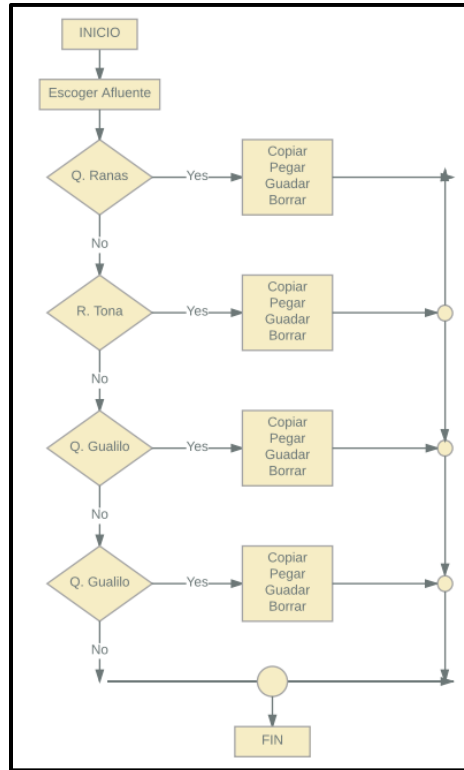 INICIO
Escoger Afluente
Q. Ranas
Yes
Copiar
Pegar
Guadar
Borrar
No
R. Tona
Yes
Copiar
Pegar
Guadar
Borrar
No
Q. Gualilo
Yes
Copiar
Pegar
Guadar
Borrar
No
Q. Gualilo
Yes
Copiar
Pegar
Guadar
Borrar
No
FIN